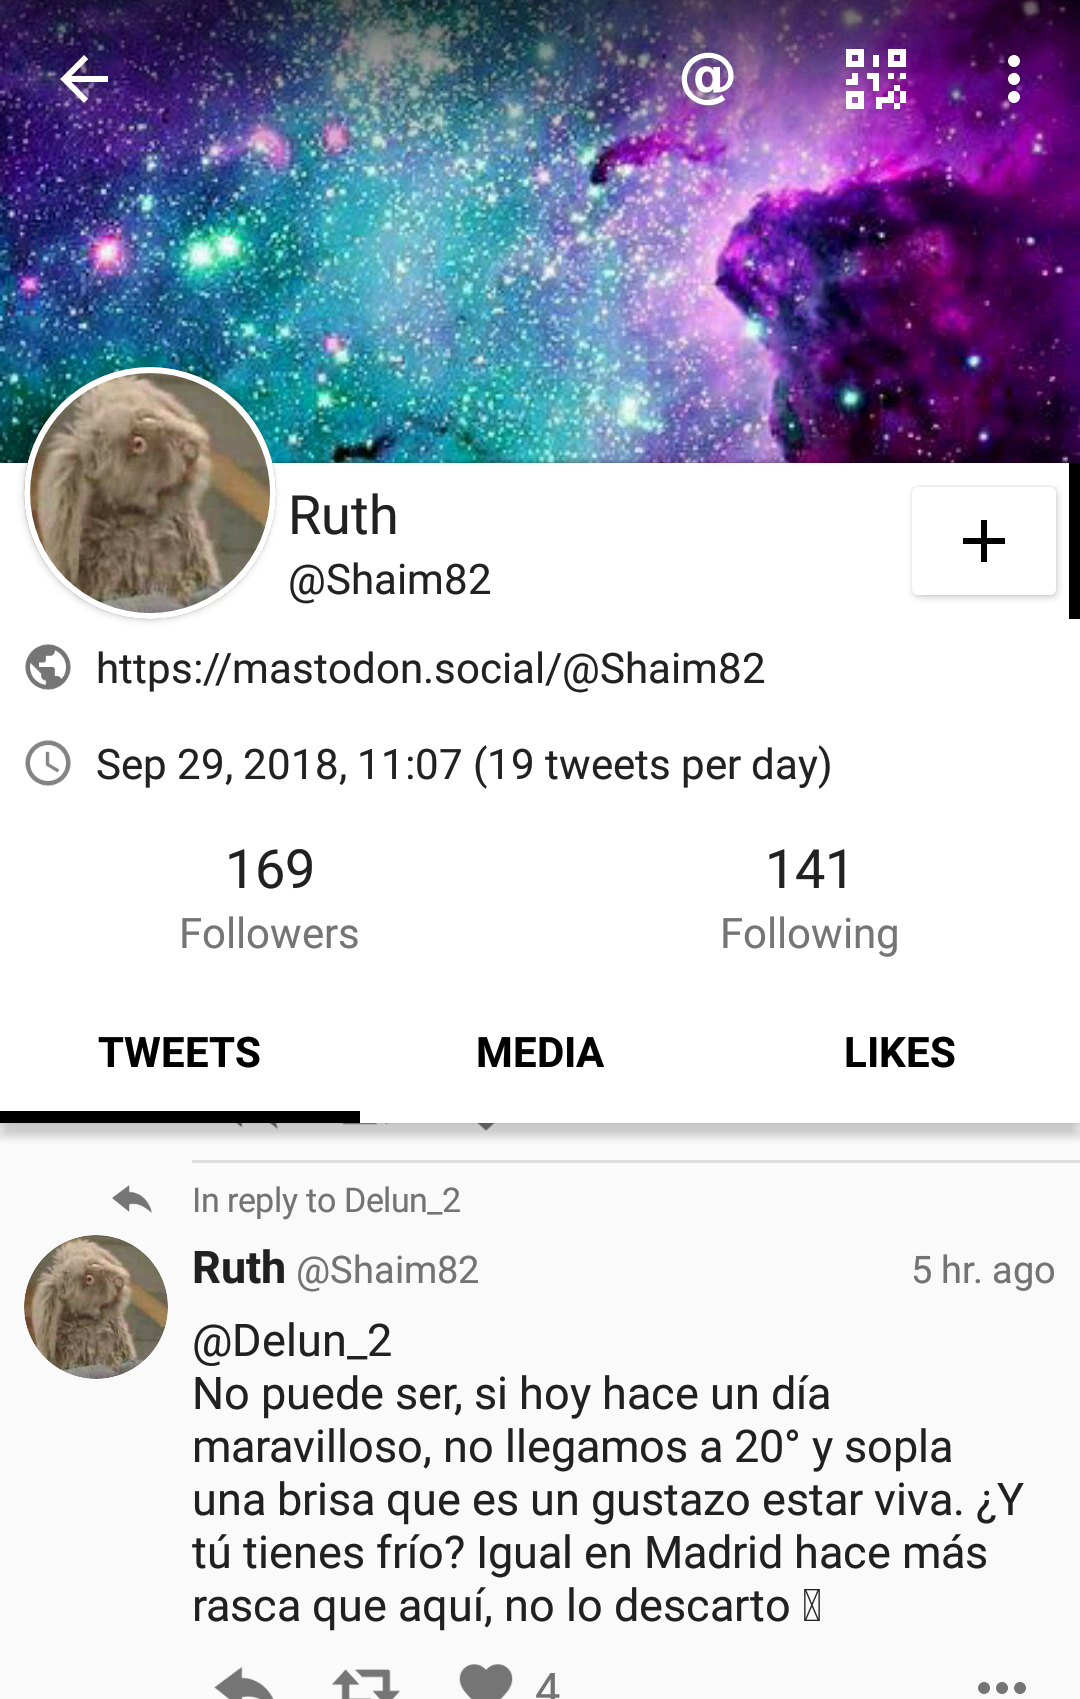 Ruth
@Shaim82
https://mastodon.social/@Shaim82
Sep 29, 2018, 11:07 (19 tweets per day)
169
Followers
141
Following
TWEETS
MEDIA
LIKES
In reply to Delun_2
Ruth @Shaim82 5 hr. ago
@Delun_2
No puede ser, si hoy hace un día
maravilloso, no llegamos a 20° y sopla
una brisa que es un gustazo estar viva. ¿Y
tú tienes frío? Igual en Madrid hace más
rasca que aquí, no lo descarto
4